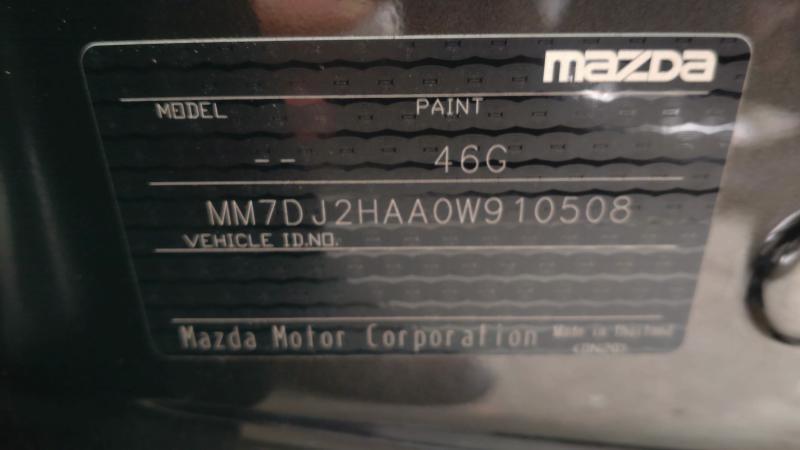 mazda
MODEL PAINT
-- 46G
MM7DJ2HAA0W910508
VEHICLE ID.NO.
Mazda Motor Corporation Made in Thailand